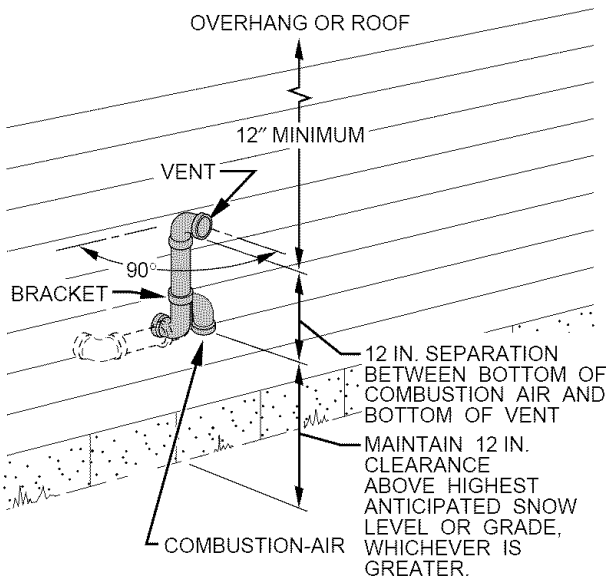 OVERHANG OR ROOF
12″ MINIMUM
VENT
90°
BRACKET
12 IN. SEPARATION
BETWEEN BOTTOM OF
COMBUSTION AIR AND
BOTTOM OF VENT
MAINTAIN 12 IN.
CLEARANCE
ABOVE HIGHEST
ANTICIPATED SNOW
LEVEL OR GRADE,
WHICHEVER IS
GREATER.
COMBUSTION-AIR